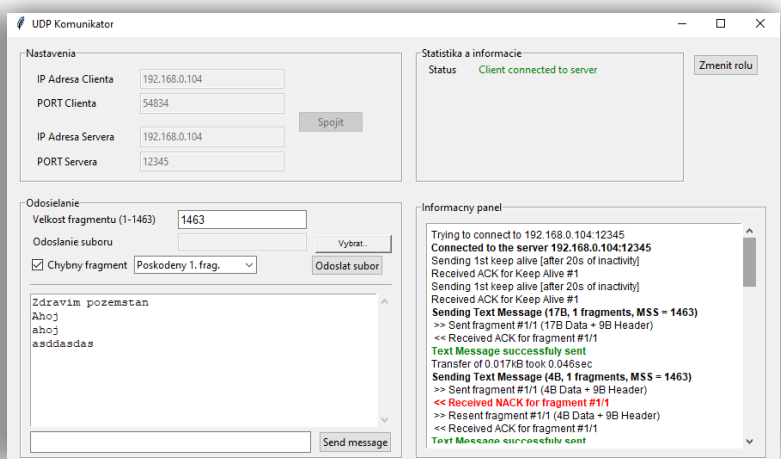 UDP Komunikator
Nastavenia
IP Adresa Clienta 192.168.0.104
PORT Clienta 54834
Spojit
IP Adresa Servera 192.168.0.104
PORT Servera 12345
Statistika a informacie
Status Client connected to server
Zmenit rolu
Odosielanie
Velkost fragmentu (1-1463) 1463
Odoslanie suboru Vybrat..
Chybny fragment Poskodeny 1. frag. Odoslat subor
Zdravim pozemstan
Ahoj
ahoj
asddasdas
Send message
Informacny panel
Trying to connect to 192.168.0.104:12345
Connected to the server 192.168.0.104:12345
Sending 1st keep alive [after 20s of inactivity]
Received ACK for Keep Alive #1
Sending 1st keep alive [after 20s of inactivity]
Received ACK for Keep Alive #1
Sending Text Message (17B, 1 fragments, MSS = 1463)
>> Sent fragment #1/1 (17B Data + 9B Header)
<< Received ACK for fragment #1/1
Text Message successfuly sent
Transfer of 0.017kB took 0.046sec
Sending Text Message (4B, 1 fragments, MSS = 1463)
>> Sent fragment #1/1 (4B Data + 9B Header)
<< Received NACK for fragment #1/1
>> Resent fragment #1/1 (4B Data + 9B Header)
<< Received ACK for fragment #1/1
Text Message successfuly sent